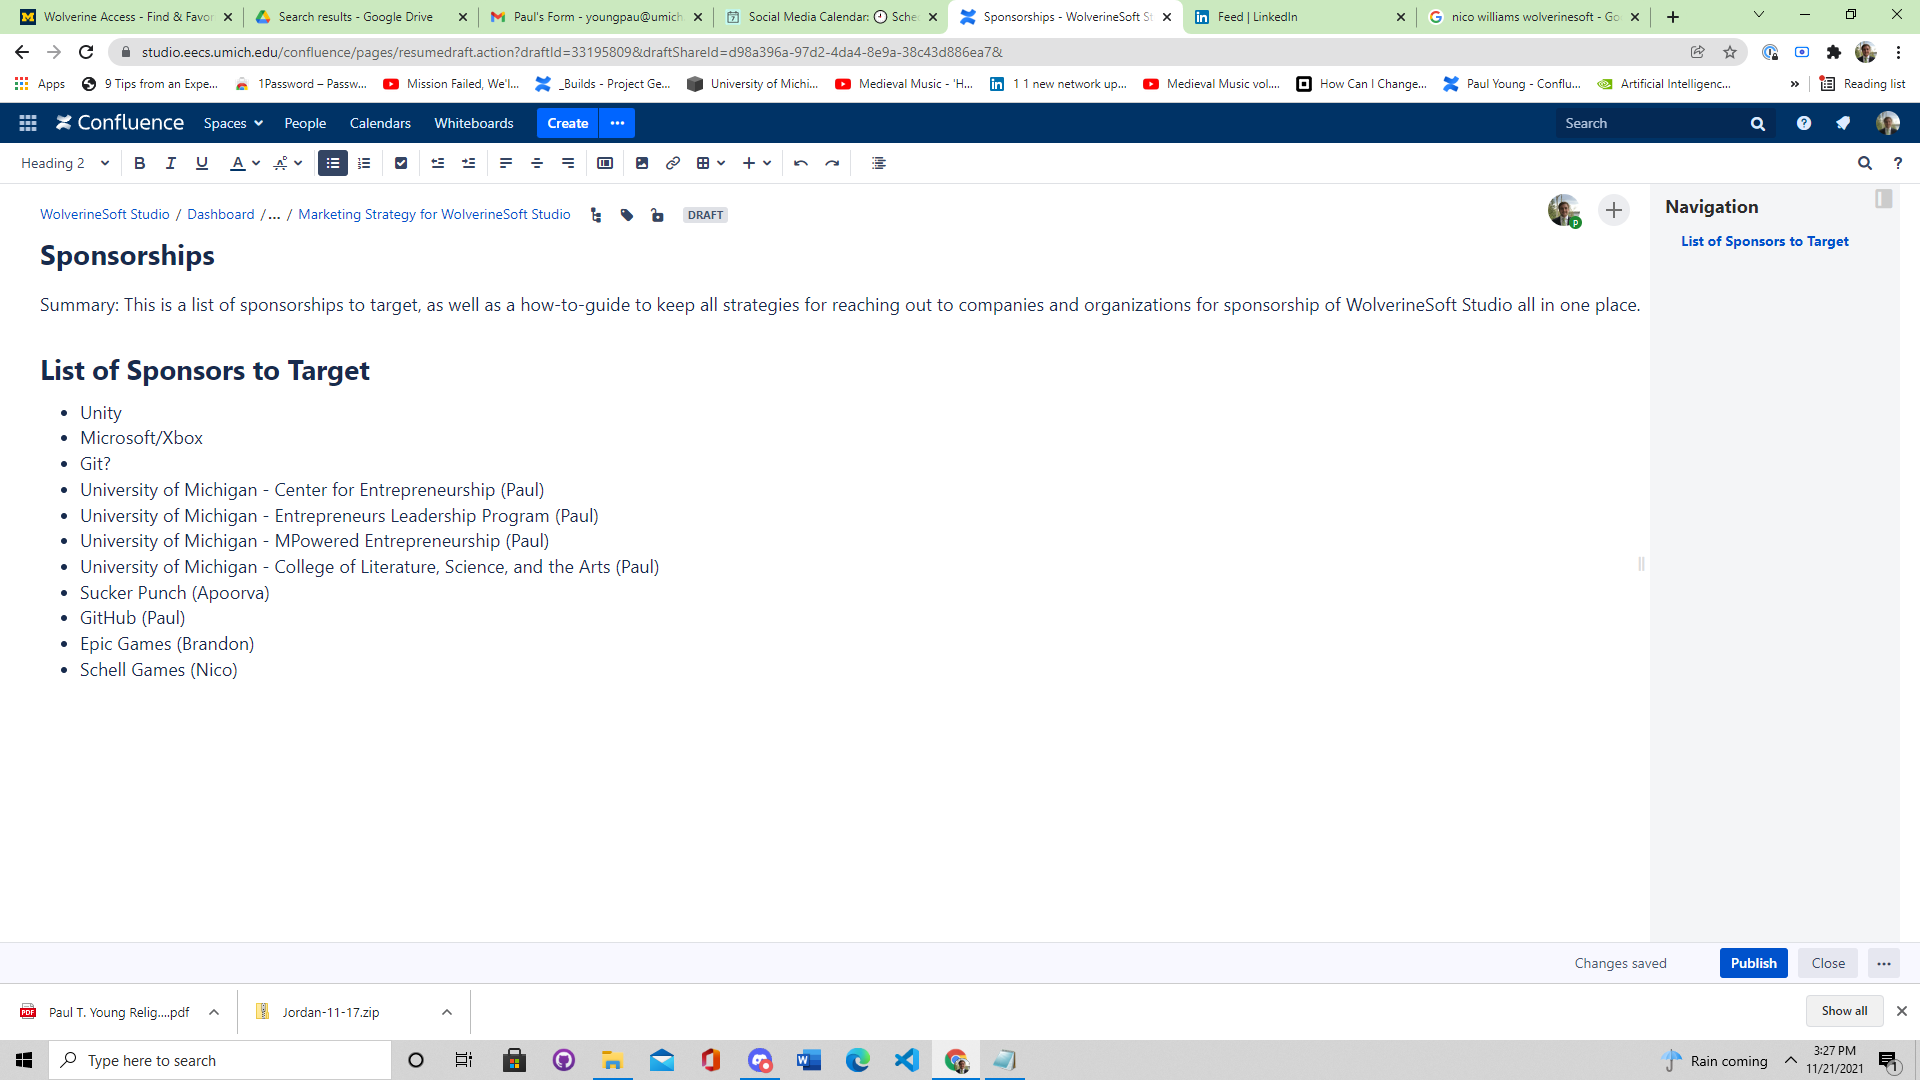 Wolverine Access - Find & Favor
Search results - Google Drive
Paul's Form - youngpau@umich
Social Media Calendar: Sche
Sponsorships - WolverineSoft St
Feed | LinkedIn
nico williams wolverinesoft - Go
studio.eecs.umich.edu/confluence/pages/resumedraft.action?draftId=33195809&draftShareId=d98a396a-97d2-4da4-8e9a-38c43d886ea7&
Apps
9 Tips from an Expe...
1Password – Passw...
Mission Failed, We'l...
_Builds - Project Ge...
University of Michi...
Medieval Music - 'H...
1 1 new network up...
Medieval Music vol....
How Can I Change...
Paul Young - Conflu...
Artificial Intelligenc...
»
Reading list
Confluence
Spaces
People
Calendars
Whiteboards
Create
Search
Heading 2
WolverineSoft Studio / Dashboard /... / Marketing Strategy for WolverineSoft Studio
DRAFT
Sponsorships
Summary: This is a list of sponsorships to target, as well as a how-to-guide to keep all strategies for reaching out to companies and organizations for sponsorship of WolverineSoft Studio all in one place.
List of Sponsors to Target
• Unity
• Microsoft/Xbox
• Git?
• University of Michigan - Center for Entrepreneurship (Paul)
• University of Michigan - Entrepreneurs Leadership Program (Paul)
• University of Michigan - MPowered Entrepreneurship (Paul)
• University of Michigan - College of Literature, Science, and the Arts (Paul)
• Sucker Punch (Apoorva)
• GitHub (Paul)
• Epic Games (Brandon)
• Schell Games (Nico)
Navigation
List of Sponsors to Target
Changes saved
Publish
Close
Paul T. Young Relig....pdf
Jordan-11-17.zip
Show all
Type here to search
Rain coming
3:27 PM
11/21/2021
1